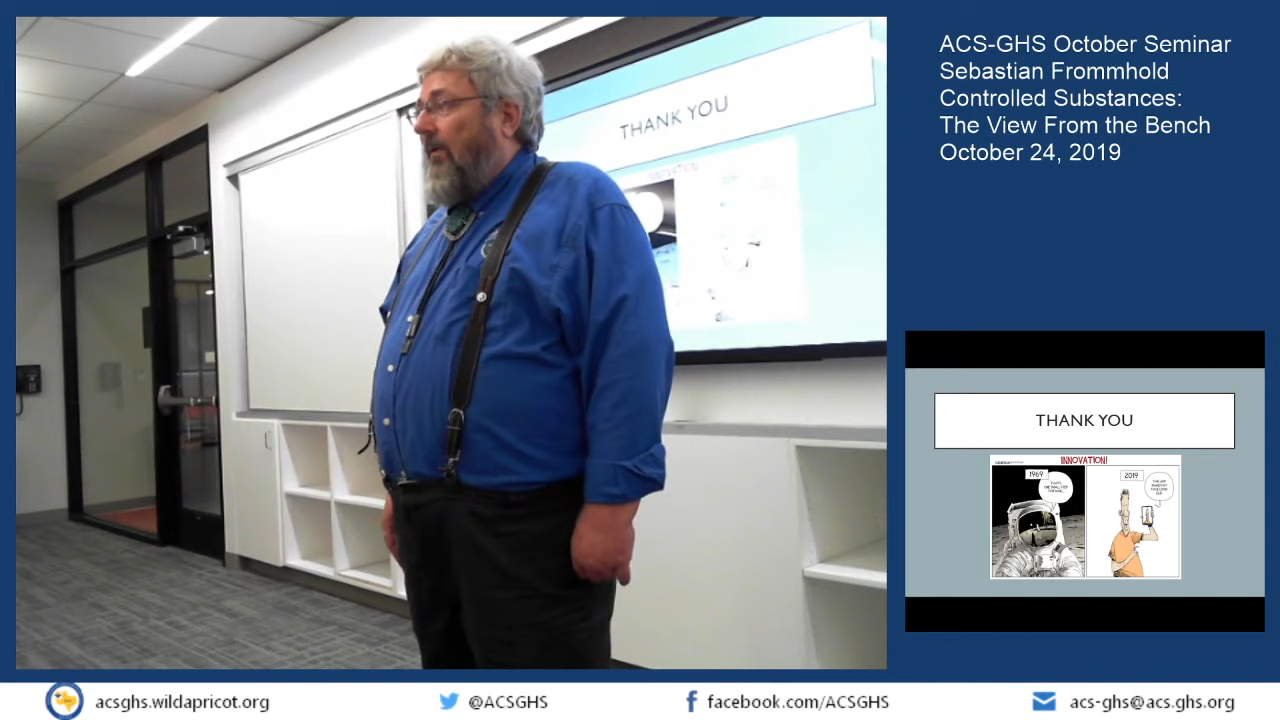 ACS-GHS October Seminar
Sebastian Frommhold
Controlled Substances:
The View From the Bench
October 24, 2019
THANK YOU
INNOVATION!
THANK YOU
INNOVATION!
1969
2019
acsghs.wildapricot.org
@ACSGHS
facebook.com/ACSGHS
acs-ghs@acs.ghs.org